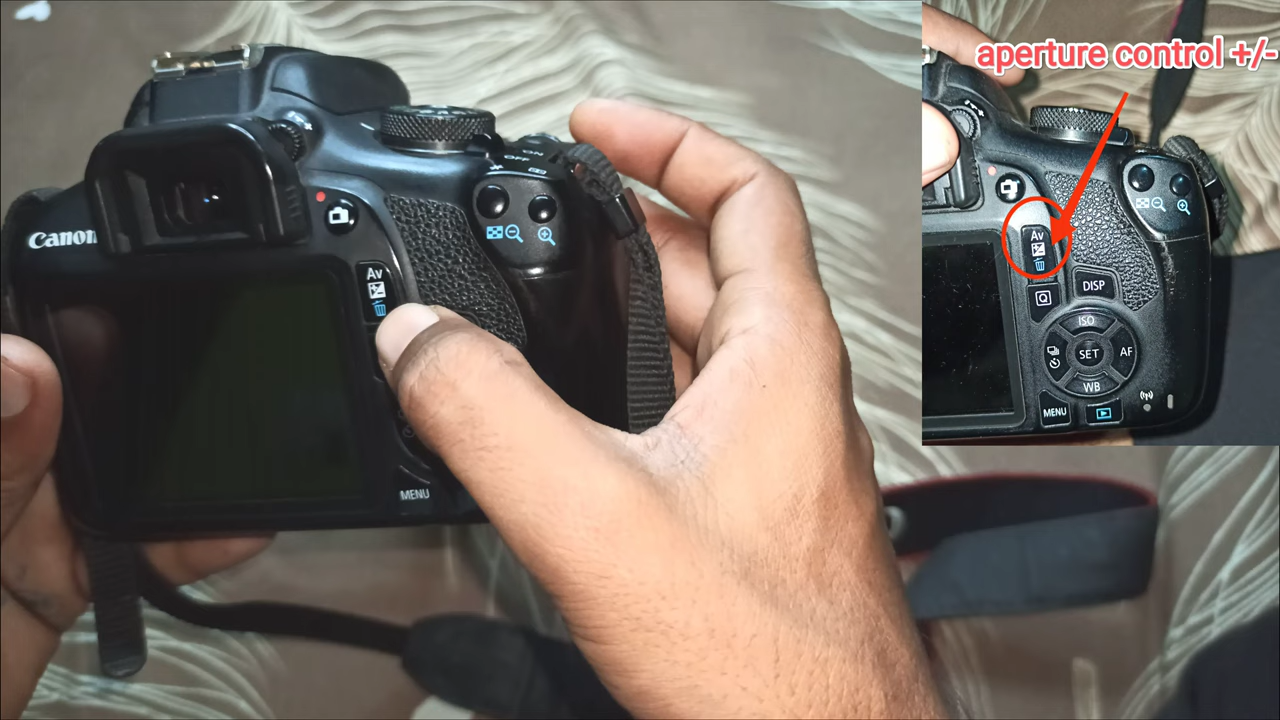 aperture control +/-
Canon
ON
OFF
Av
MENU
Av
Q
DISP
ISO
SET
AF
WB
MENU